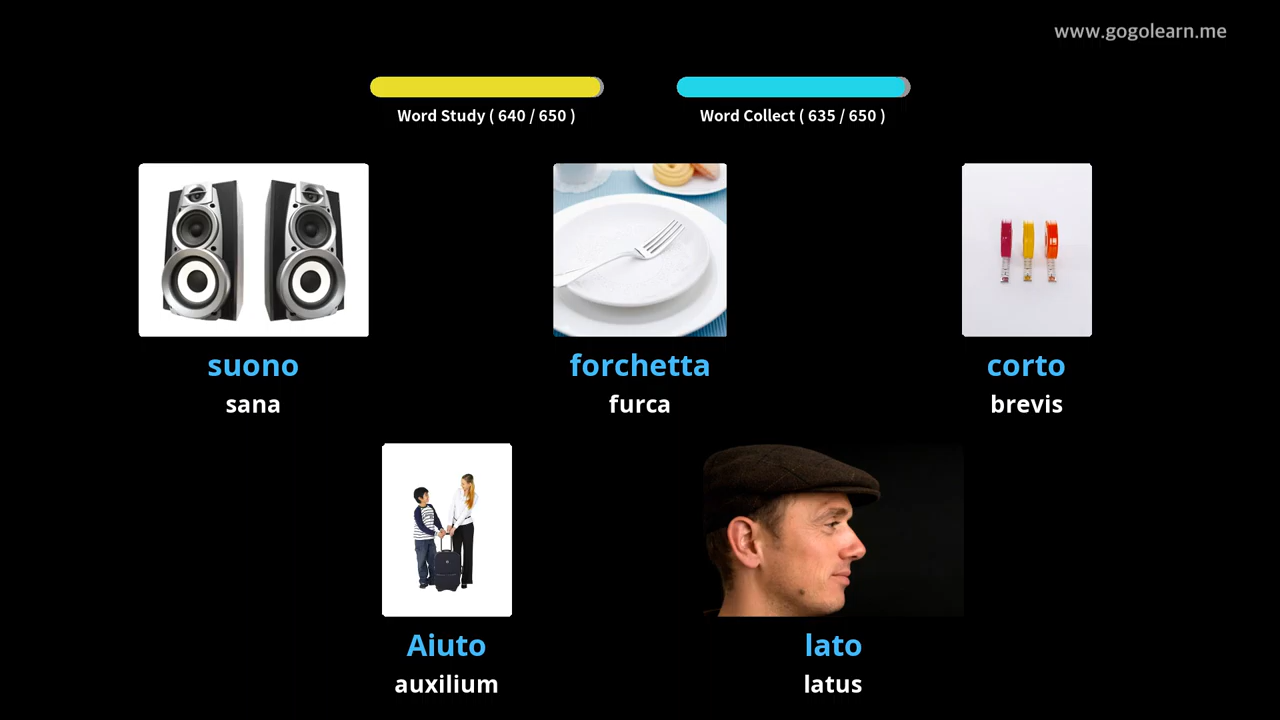 www.gogolearn.me
Word Study ( 640 / 650 )
Word Collect ( 635 / 650 )
suono
sana
forchetta
furca
corto
brevis
Aiuto
auxilium
lato
latus